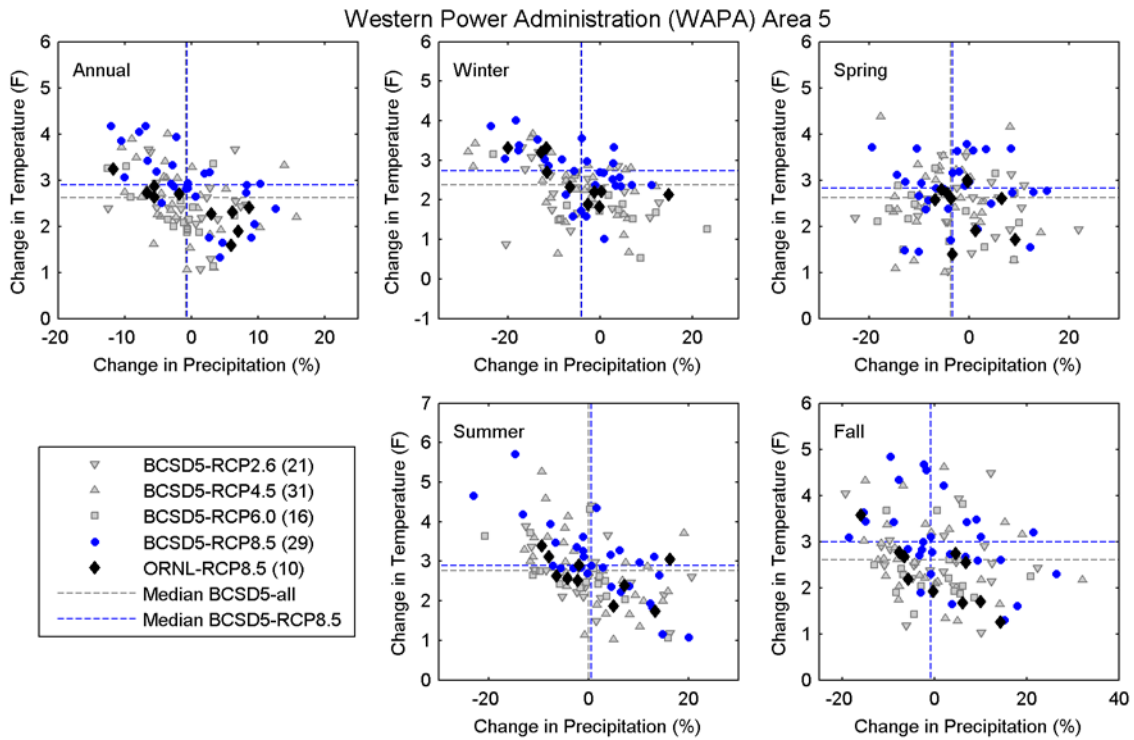 Western Power Administration (WAPA) Area 5
Annual
6
5
4
3
2
1
0
-20 -10 0 10 20
Change in Temperature (F)
Change in Precipitation (%)
Winter
6
5
4
3
2
1
0
-1
-20 0 20
Change in Temperature (F)
Change in Precipitation (%)
Spring
6
5
4
3
2
1
0
-20 0 20
Change in Temperature (F)
Change in Precipitation (%)
BCSD5-RCP2.6 (21)
BCSD5-RCP4.5 (31)
BCSD5-RCP6.0 (16)
BCSD5-RCP8.5 (29)
ORNL-RCP8.5 (10)
Median BCSD5-all
Median BCSD5-RCP8.5
Summer
7
6
5
4
3
2
1
0
-20 0 20
Change in Temperature (F)
Change in Precipitation (%)
Fall
6
5
4
3
2
1
0
-20 0 20 40
Change in Temperature (F)
Change in Precipitation (%)